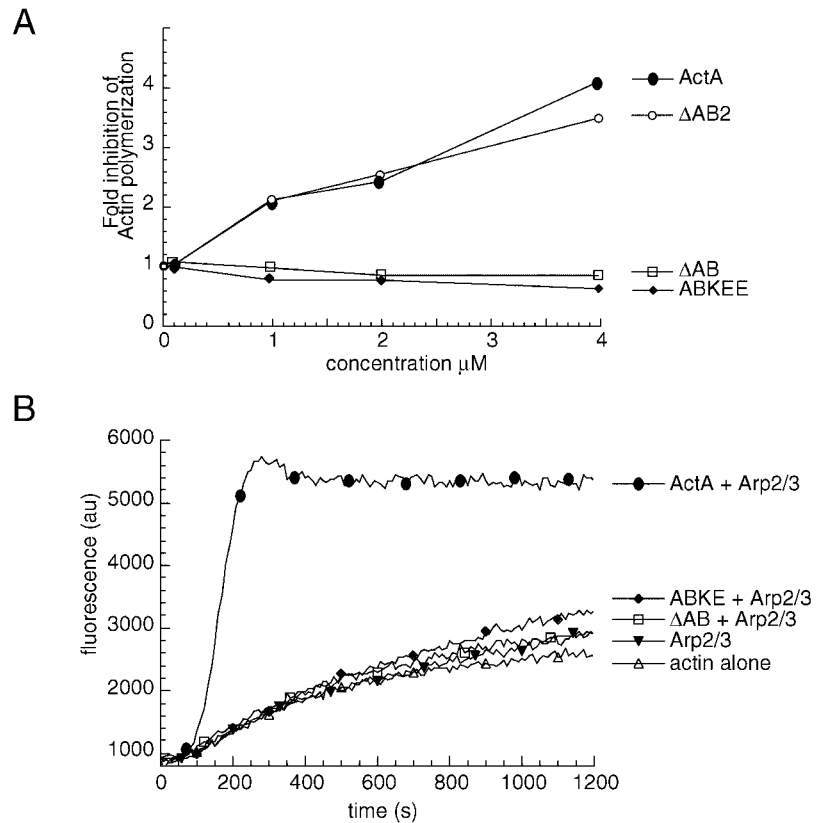 A
Fold inhibition of
Actin polymerization
4
3
2
1
0
0 1 2 3 4
concentration μM
ActA
ΔAB2
ΔAB
ABKEE
B
fluorescence (au)
6000
5000
4000
3000
2000
1000
0 200 400 600 800 1000 1200
time (s)
ActA + Arp2/3
ABKE + Arp2/3
ΔAB + Arp2/3
Arp2/3
actin alone